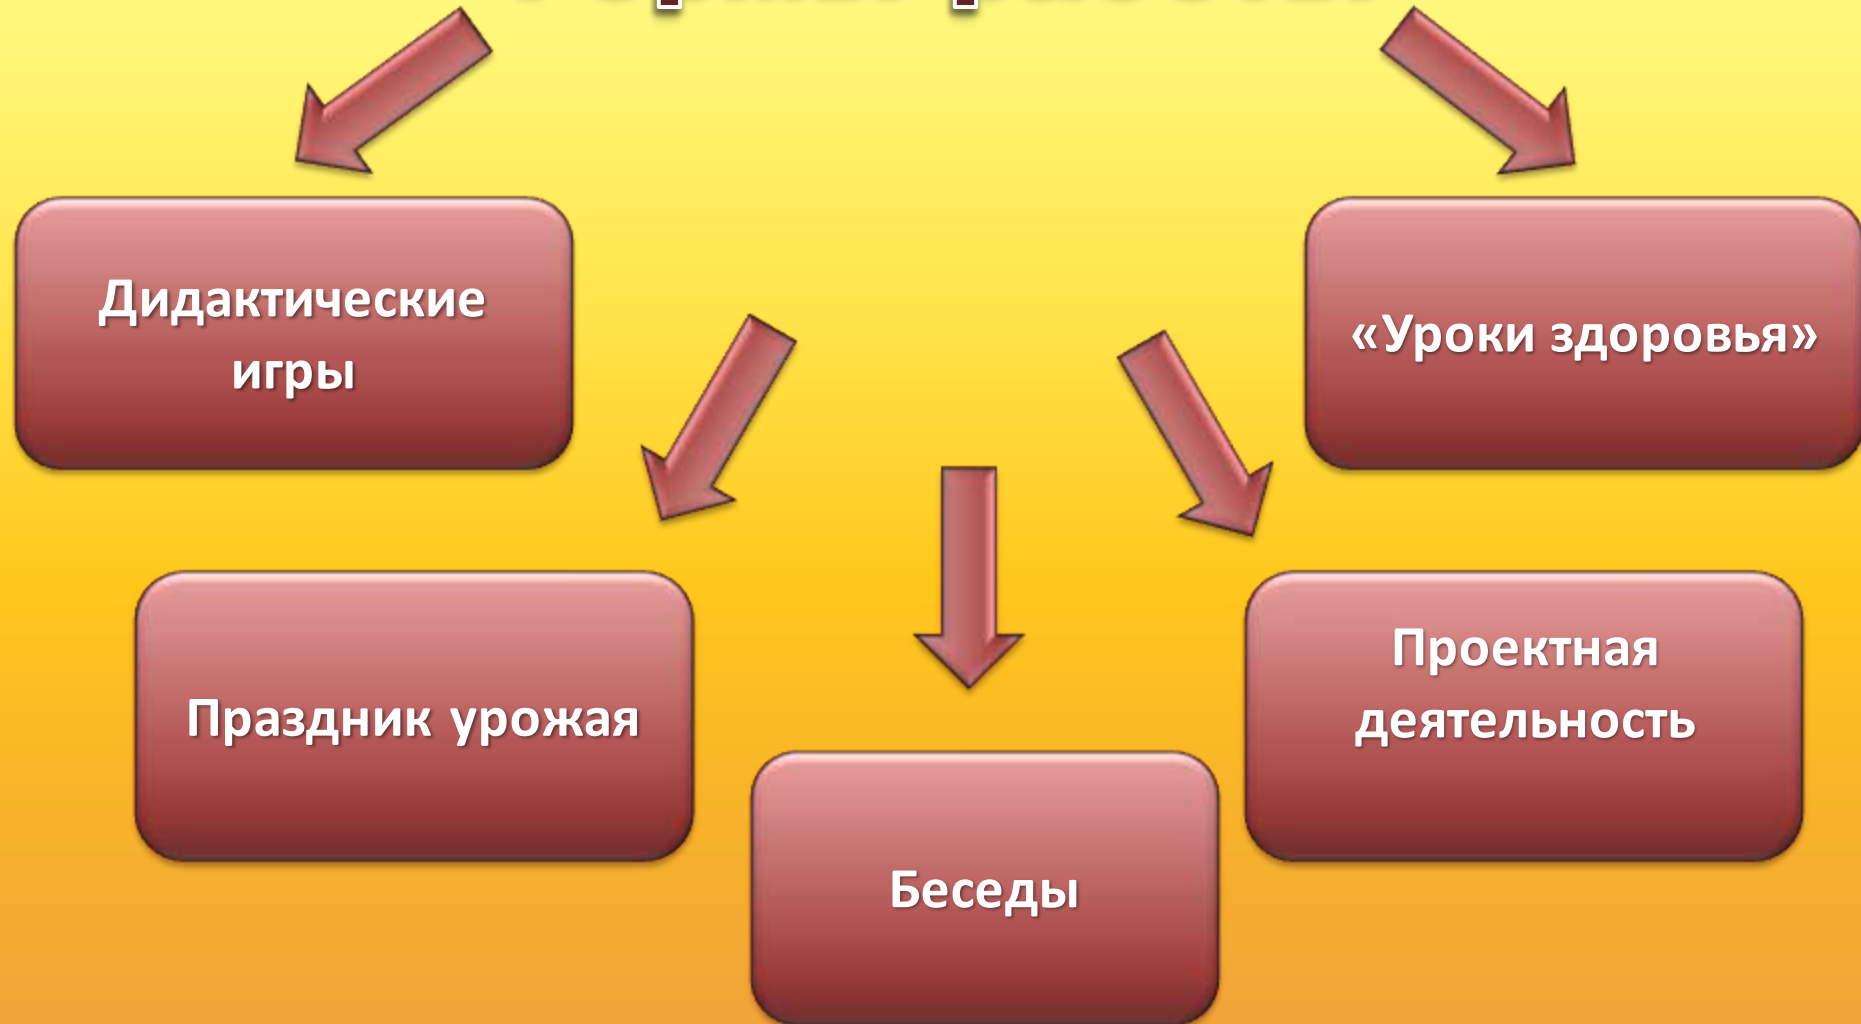 Дидактические
игры
«Уроки здоровья»
Праздник урожая
Проектная
деятельность
Беседы